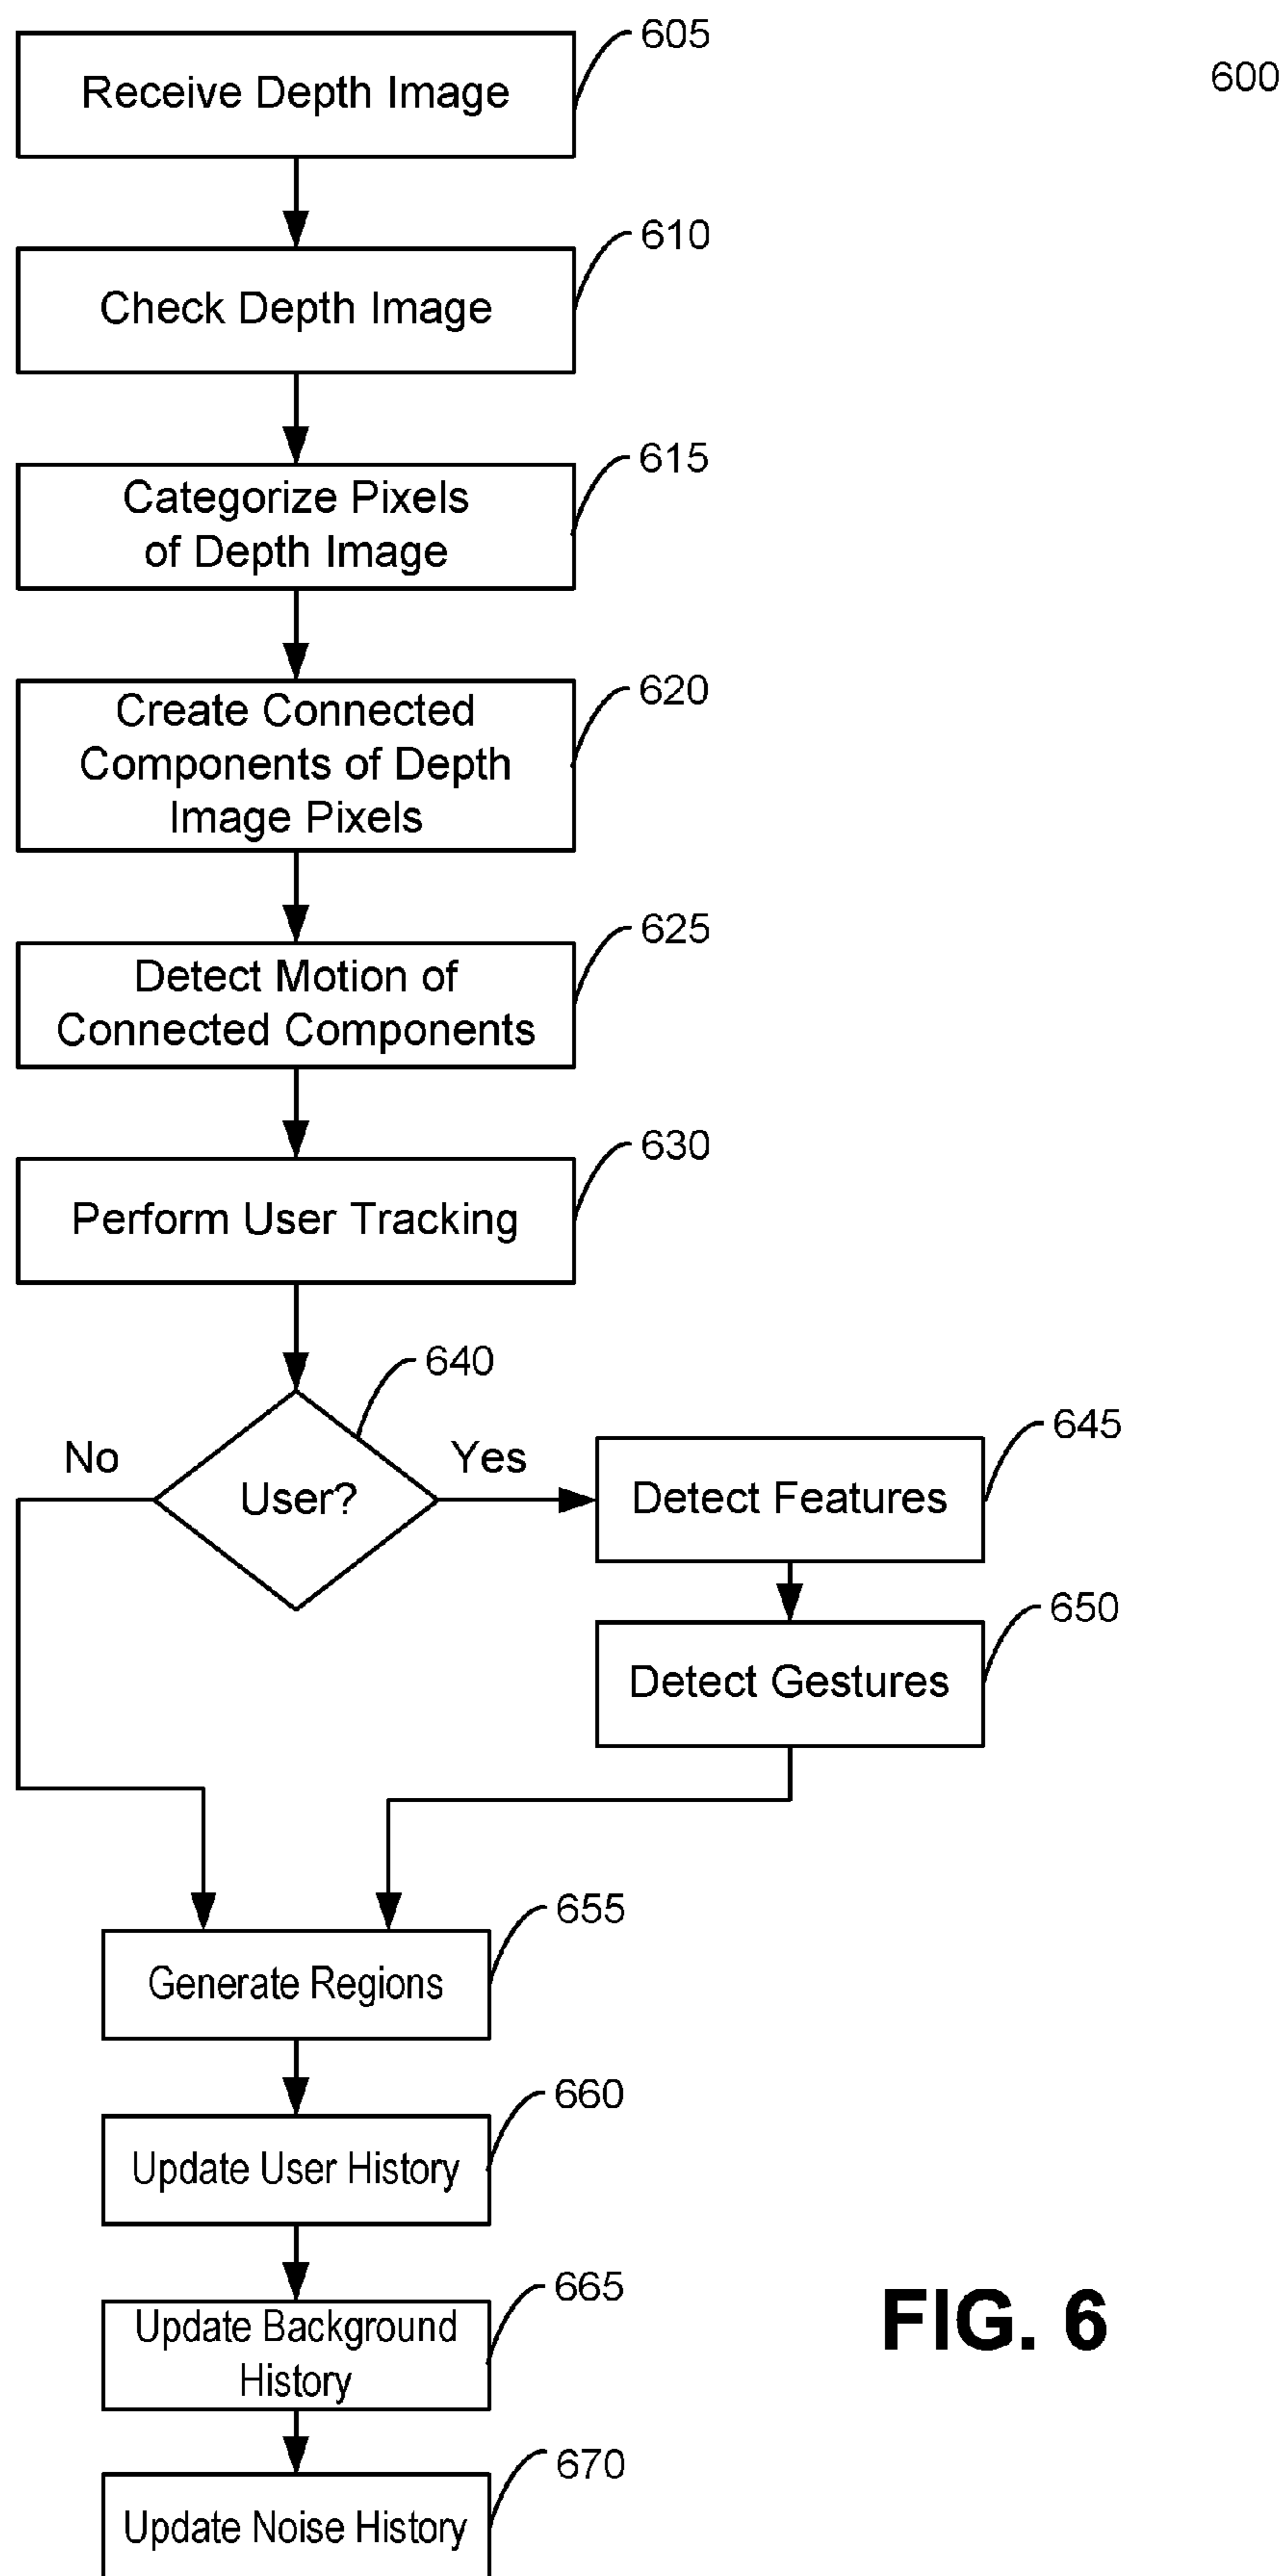 605
600
Receive Depth Image
610
Check Depth Image
615
Categorize Pixels
of Depth Image
620
Create Connected
Components of Depth
Image Pixels
625
Detect Motion of
Connected Components
630
Perform User Tracking
640
No
User?
Yes
645
Detect Features
650
Detect Gestures
655
Generate Regions
660
Update User History
665
Update Background
History
FIG. 6
670
Update Noise History